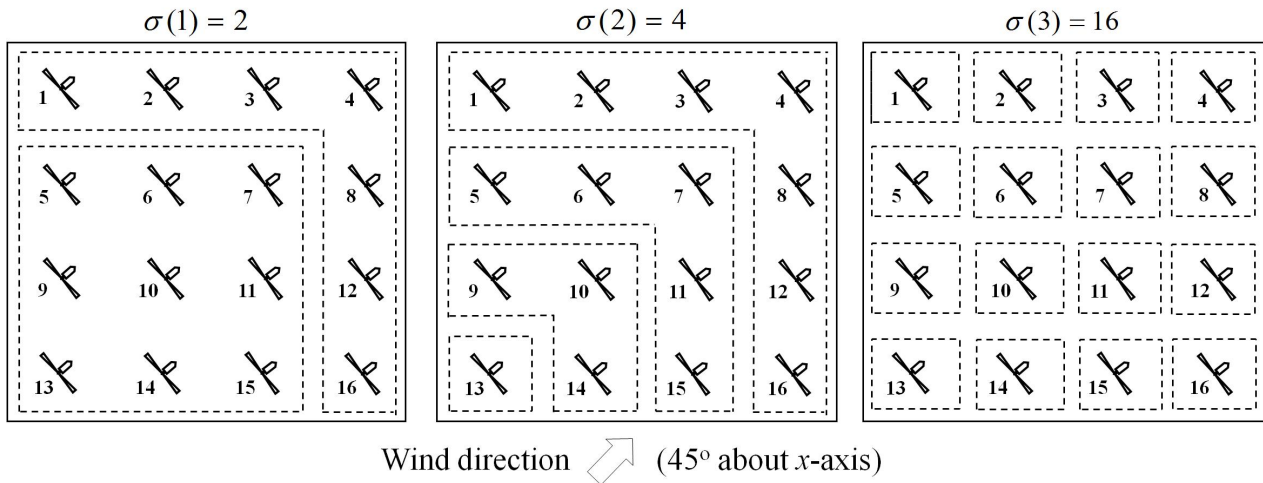 σ(1) = 2 σ(2) = 4 σ(3) = 16
1 2 3 4 1 2 3 4 1 2 3 4
5 6 7 8 5 6 7 8 5 6 7 8
9 10 11 12 9 10 11 12 9 10 11 12
13 14 15 16 13 14 15 16 13 14 15 16
Wind direction (45° about x-axis)